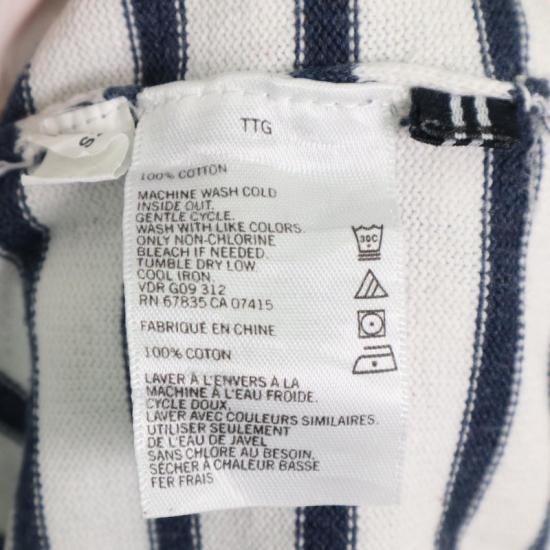 TTG
S
100% COTTON
MACHINE WASH COLD
INSIDE OUT.
GENTLE CYCLE.
WASH WITH LIKE COLORS.
ONLY NON-CHLORINE
BLEACH IF NEEDED.
TUMBLE DRY LOW.
COOL IRON.
VDR G09 312
RN 67835 CA 07415
30C
FABRIQUÉ EN CHINE
100% COTON
LAVER À L'ENVERS À LA
MACHINE À L'EAU FROIDE.
CYCLE DOUX.
LAVER AVEC COULEURS SIMILAIRES.
UTILISER SEULEMENT
DE L'EAU DE JAVEL
SANS CHLORE AU BESOIN.
SÉCHER À CHALEUR BASSE
FER FRAIS